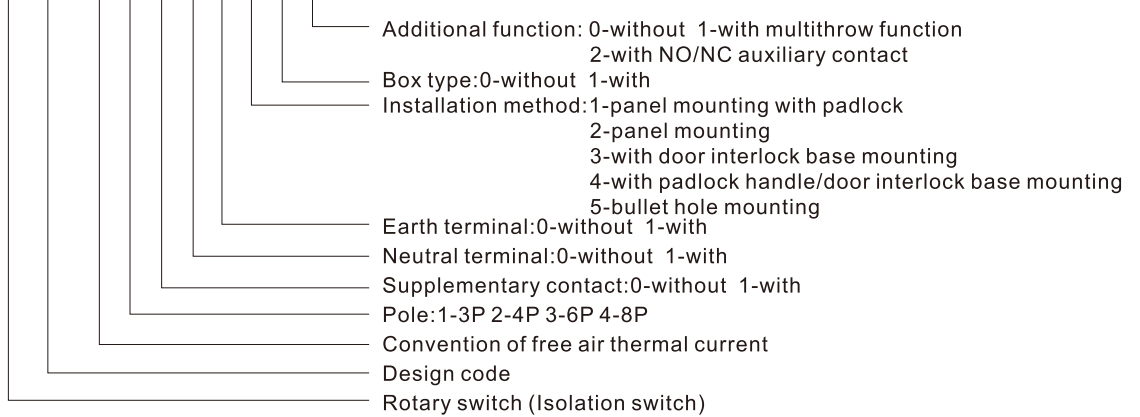 Additional function: 0-without 1-with multithrow function
2-with NO/NC auxiliary contact
Box type:0-without 1-with
Installation method:1-panel mounting with padlock
2-panel mounting
3-with door interlock base mounting
4-with padlock handle/door interlock base mounting
5-bullet hole mounting
Earth terminal:0-without 1-with
Neutral terminal:0-without 1-with
Supplementary contact:0-without 1-with
Pole:1-3P 2-4P 3-6P 4-8P
Convention of free air thermal current
Design code
Rotary switch (Isolation switch)